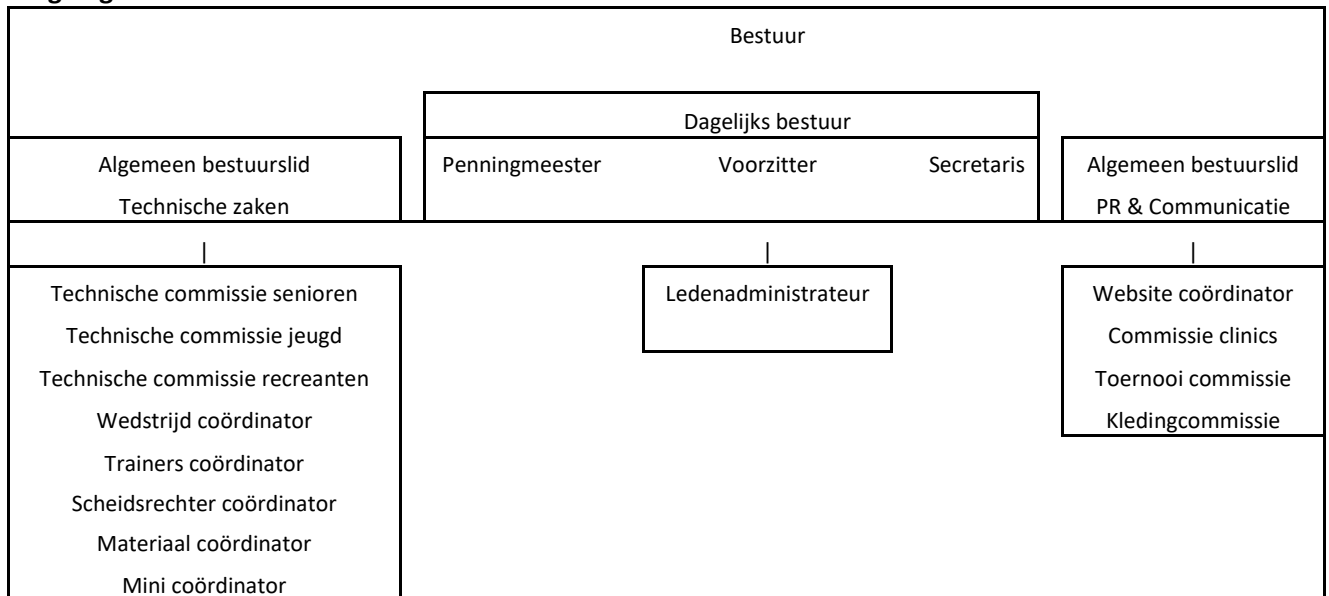 Bestuur
Dagelijks bestuur
Algemeen bestuurslid
Technische zaken
Penningmeester
Voorzitter
Secretaris
Algemeen bestuurslid
PR & Communicatie
|
|
|
Technische commissie senioren
Technische commissie jeugd
Technische commissie recreanten
Wedstrijd coördinator
Trainers coördinator
Scheidsrechter coördinator
Materiaal coördinator
Mini coördinator
Ledenadministrateur
Website coördinator
Commissie clinics
Toernooi commissie
Kledingcommissie